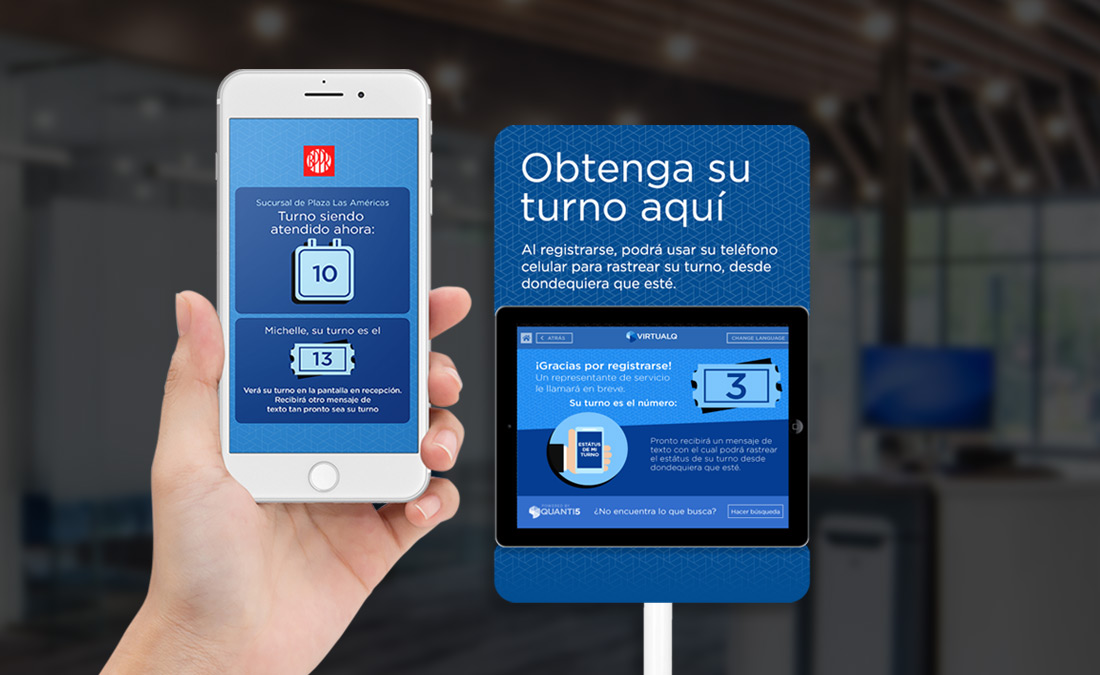 Sucursal de Plaza Las Américas
Turno siendo
atendido ahora:
10
Michelle, su turno es el
13
Verá su turno en la pantalla en recepción.
Recibirá otro mensaje de
texto tan pronto sea su turno
Obtenga su
turno aquí
Al registrarse, podrá usar su teléfono
celular para rastrear su turno, desde
dondequiera que esté.
ATRÁS
VIRTUALQ
CHANGE LANGUAGE
¡Gracias por registrarse!
Un representante de servicio
le llamará en breve.
Su turno es el número:
3
ESTÁTUS
DE MI
TURNO
Pronto recibirá un mensaje de
texto con el cual podrá rastrear
el estátus de su turno desde
dondequiera que esté.
POWERED BY
QUANTI5
¿No encuentra lo que busca?
Hacer búsqueda